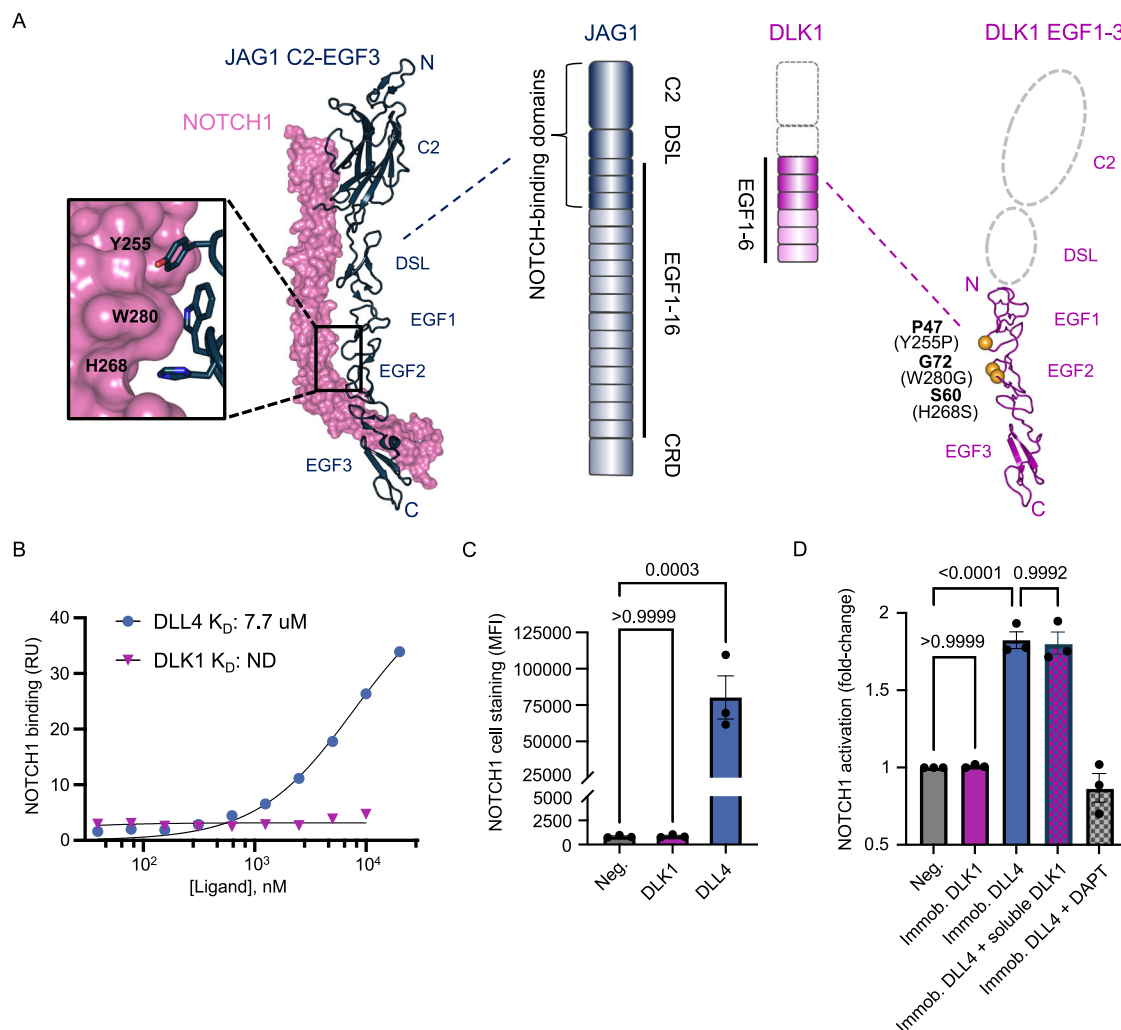 A
JAG1 C2-EGF3
NOTCH1
N
C2
DSL
EGF1
EGF2
EGF3
C
Y255
W280
H268
JAG1
NOTCH-binding domains
C2
DSL
EGF1-16
CRD
DLK1
EGF1-6
DLK1 EGF1-3
C2
DSL
N
EGF1
EGF2
EGF3
C
P47
(Y255P)
G72
(W280G)
S60
(H268S)
B
NOTCH1 binding (RU)
40
30
20
10
0
DLL4 K_D: 7.7 uM
DLK1 K_D: ND
10²
10³
10⁴
[Ligand], nM
C
NOTCH1 cell staining (MFI)
0.0003
>0.9999
125000
100000
75000
50000
25000
5000
2500
0
Neg.
DLK1
DLL4
D
NOTCH1 activation (fold-change)
<0.0001
0.9992
>0.9999
2
1.5
1
0.5
Neg.
Immob. DLK1
Immob. DLL4
Immob. DLL4 + soluble DLK1
Immob. DLL4 + DAPT